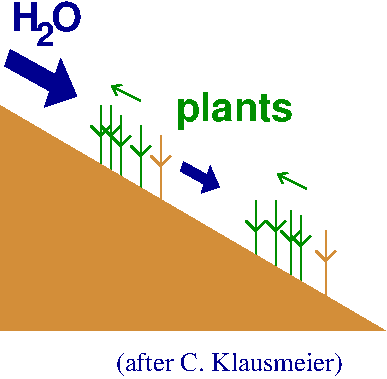 H₂O
plants
(after C. Klausmeier)